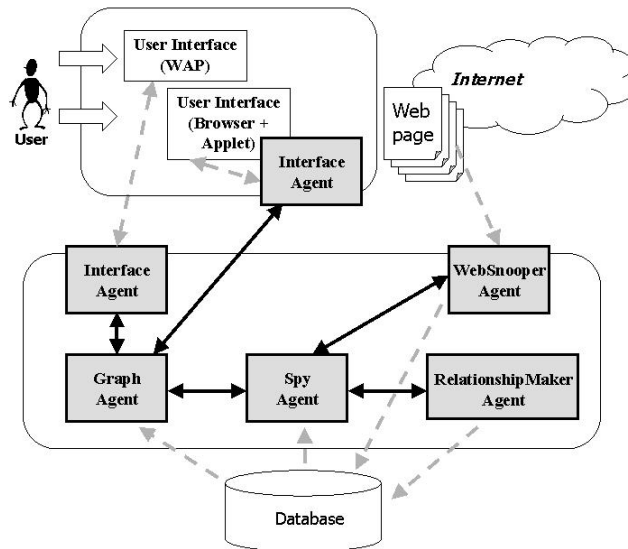 User Interface
(WAP)
User Interface
(Browser +
Applet)
Interface
Agent
User
Internet
Web
page
Interface
Agent
WebSnooper
Agent
Graph
Agent
Spy
Agent
RelationshipMaker
Agent
Database